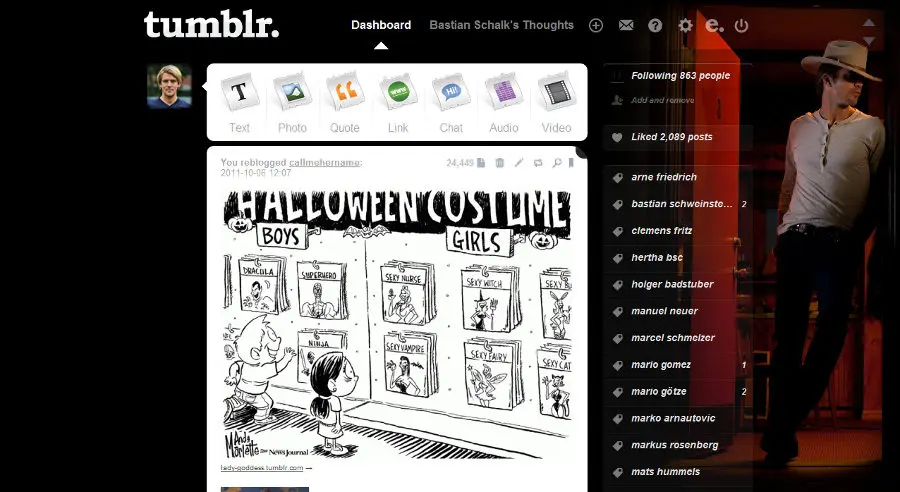 tumblr.
Dashboard
Bastian Schalk's Thoughts
Following 863 people
Add and remove
Liked 2,089 posts
T
www
Hi!
Text
Photo
Quote
Link
Chat
Audio
Video
You reblogged callmehername:
24,449
2011-10-06 12:07
HALLOWEEN COSTUME
BOYS
GIRLS
DRACULA
SUPERHERO
SEXY NURSE
SEXY WITCH
SEXY
NINJA
SEXY VAMPIRE
SEXY FAIRY
SEXY CAT
Andy Marlette
News Journal
lady-goddess.tumblr.com
arne friedrich
bastian schweinste... 2
clemens fritz
hertha bsc
holger badstuber
manuel neuer
marcel schmelzer
mario gomez 1
mario götze 2
marko arnautovic
markus rosenberg
mats hummels